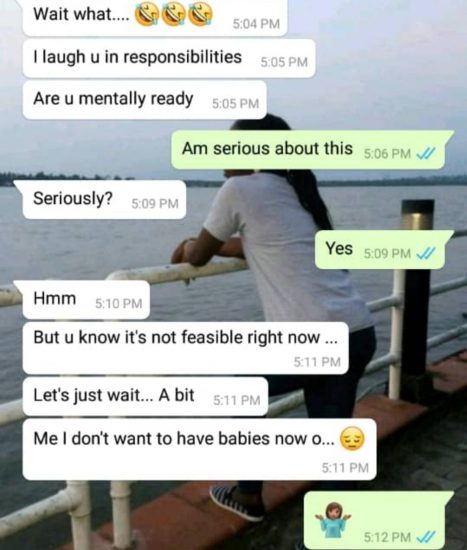 Wait what.... 🤣🤣🤣 5:04 PM
I laugh u in responsibilities 5:05 PM
Are u mentally ready 5:05 PM
Am serious about this 5:06 PM
Seriously? 5:09 PM
Yes 5:09 PM
Hmm 5:10 PM
But u know it's not feasible right now ...
5:11 PM
Let's just wait... A bit 5:11 PM
Me I don't want to have babies now o... 😔
5:11 PM
🤷🏽‍♀️ 5:12 PM